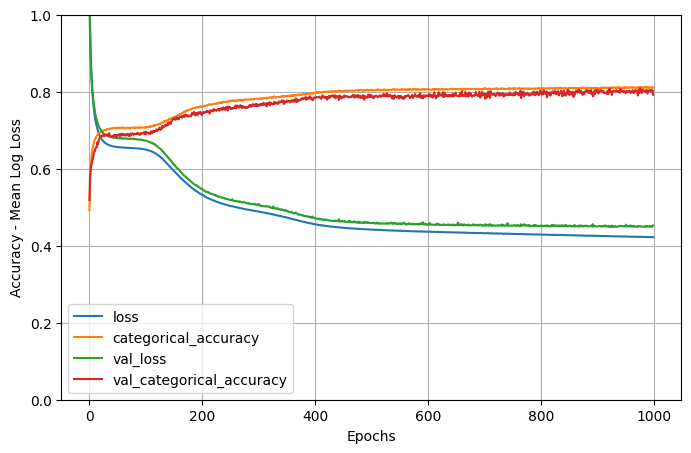 1.0
0.8
0.6
0.4
0.2
0.0
Accuracy - Mean Log Loss
loss
categorical_accuracy
val_loss
val_categorical_accuracy
0 200 400 600 800 1000
Epochs